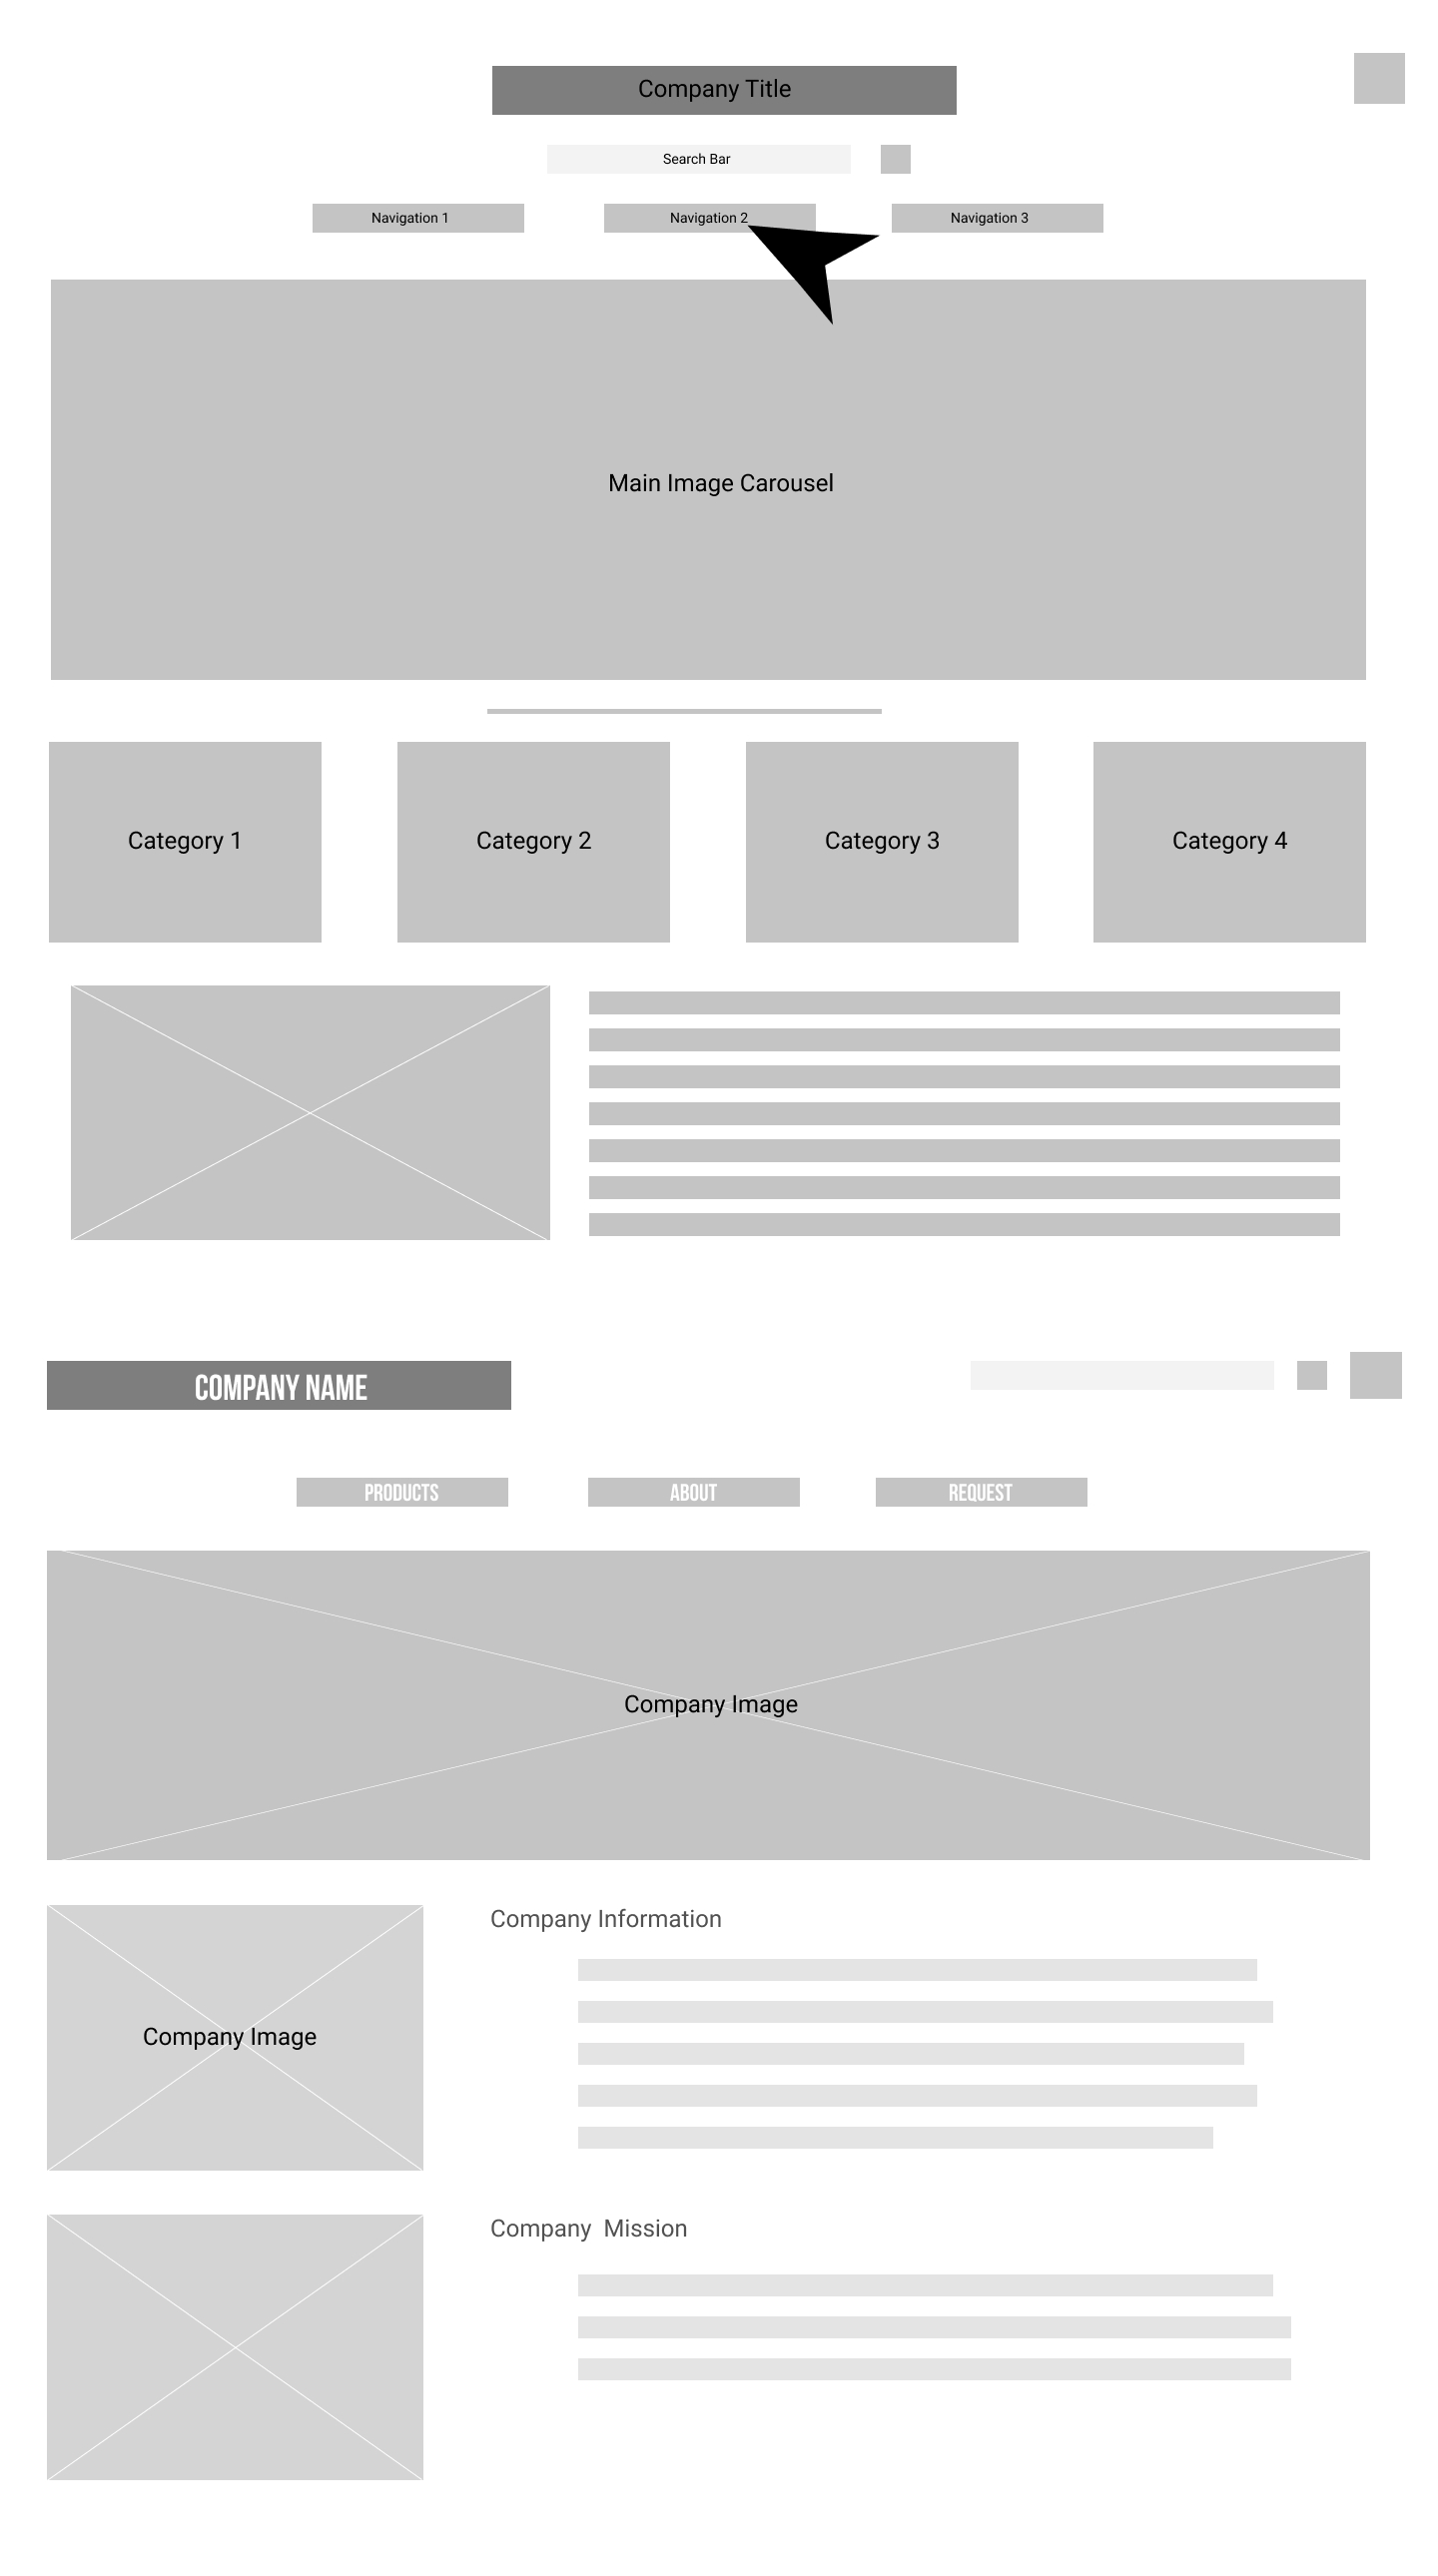 Company Title
Search Bar
Navigation 1
Navigation 2
Navigation 3
Main Image Carousel
Category 1
Category 2
Category 3
Category 4
COMPANY NAME
PRODUCTS
ABOUT
REQUEST
Company Image
Company Information
Company Image
Company  Mission